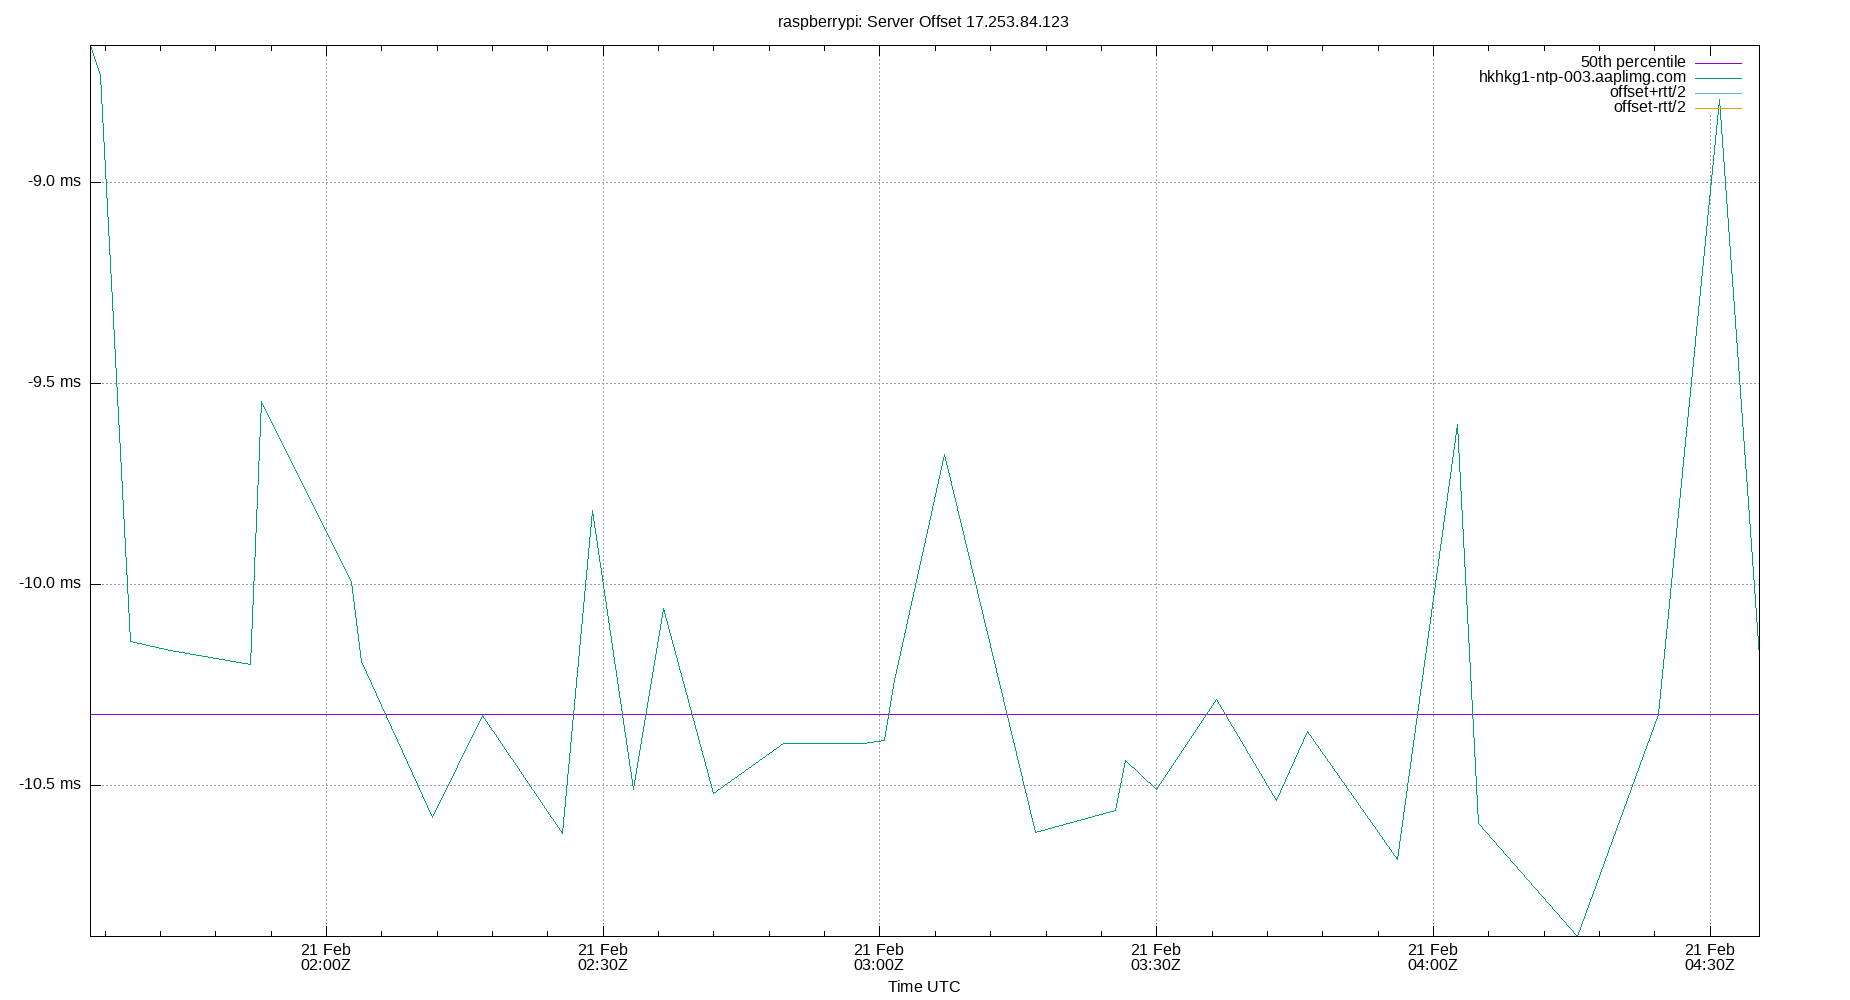 raspberrypi: Server Offset 17.253.84.123
50th percentile
hkhkg1-ntp-003.aaplimg.com
offset+rtt/2
offset-rtt/2
-9.0 ms
-9.5 ms
-10.0 ms
-10.5 ms
21 Feb 21 Feb 21 Feb 21 Feb 21 Feb 21 Feb
02:00Z 02:30Z 03:00Z 03:30Z 04:00Z 04:30Z
Time UTC